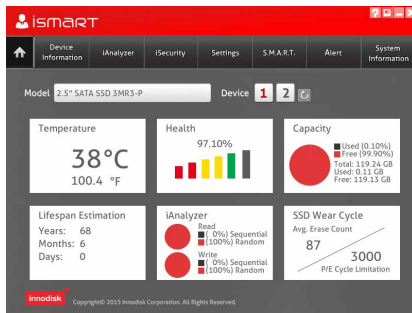 ismart
Device Information
iAnalyzer
iSecurity
Settings
S.M.A.R.T.
Alert
System Information
Model 2.5" SATA SSD 3MR3-P
Device 1 2
Temperature
38°C
100.4 °F
Health
97.10%
Capacity
Used (0.10%)
Free (99.90%)
Total: 119.24 GB
Used: 0.11 GB
Free: 119.13 GB
Lifespan Estimation
Years: 68
Months: 6
Days: 0
iAnalyzer
Read
( 0%) Sequential
(100%) Random
Write
( 0%) Sequential
(100%) Random
SSD Wear Cycle
Avg. Erase Count
87
3000
P/E Cycle Limitation
innodisk
Copyright© 2015 Innodisk Corporation. All Rights Reserved.